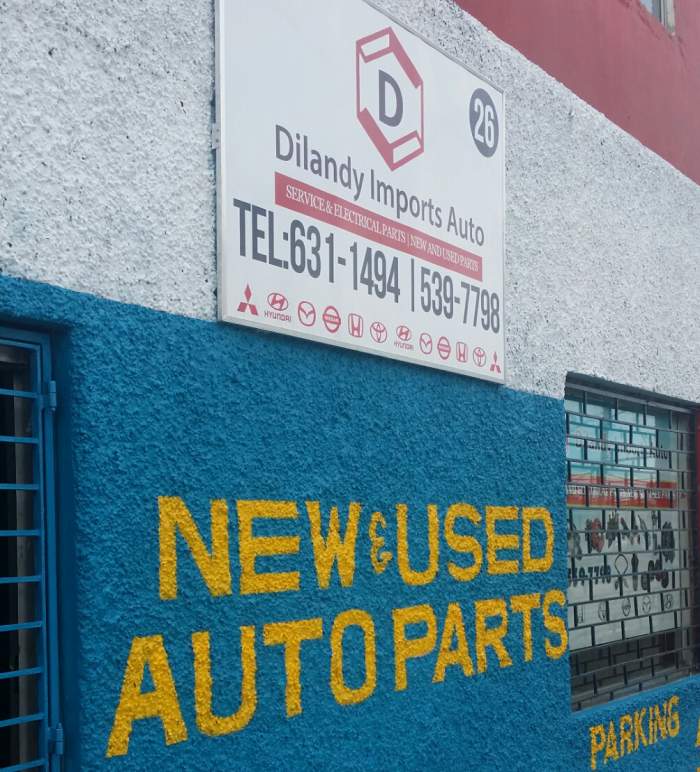 D
26
Dilandy Imports Auto
SERVICE & ELECTRICAL PARTS | NEW AND USED PARTS
TEL:631-1494 | 539-7798
HYUNDAI HYUNDAI
NEW & USED
AUTO PARTS
PARKING